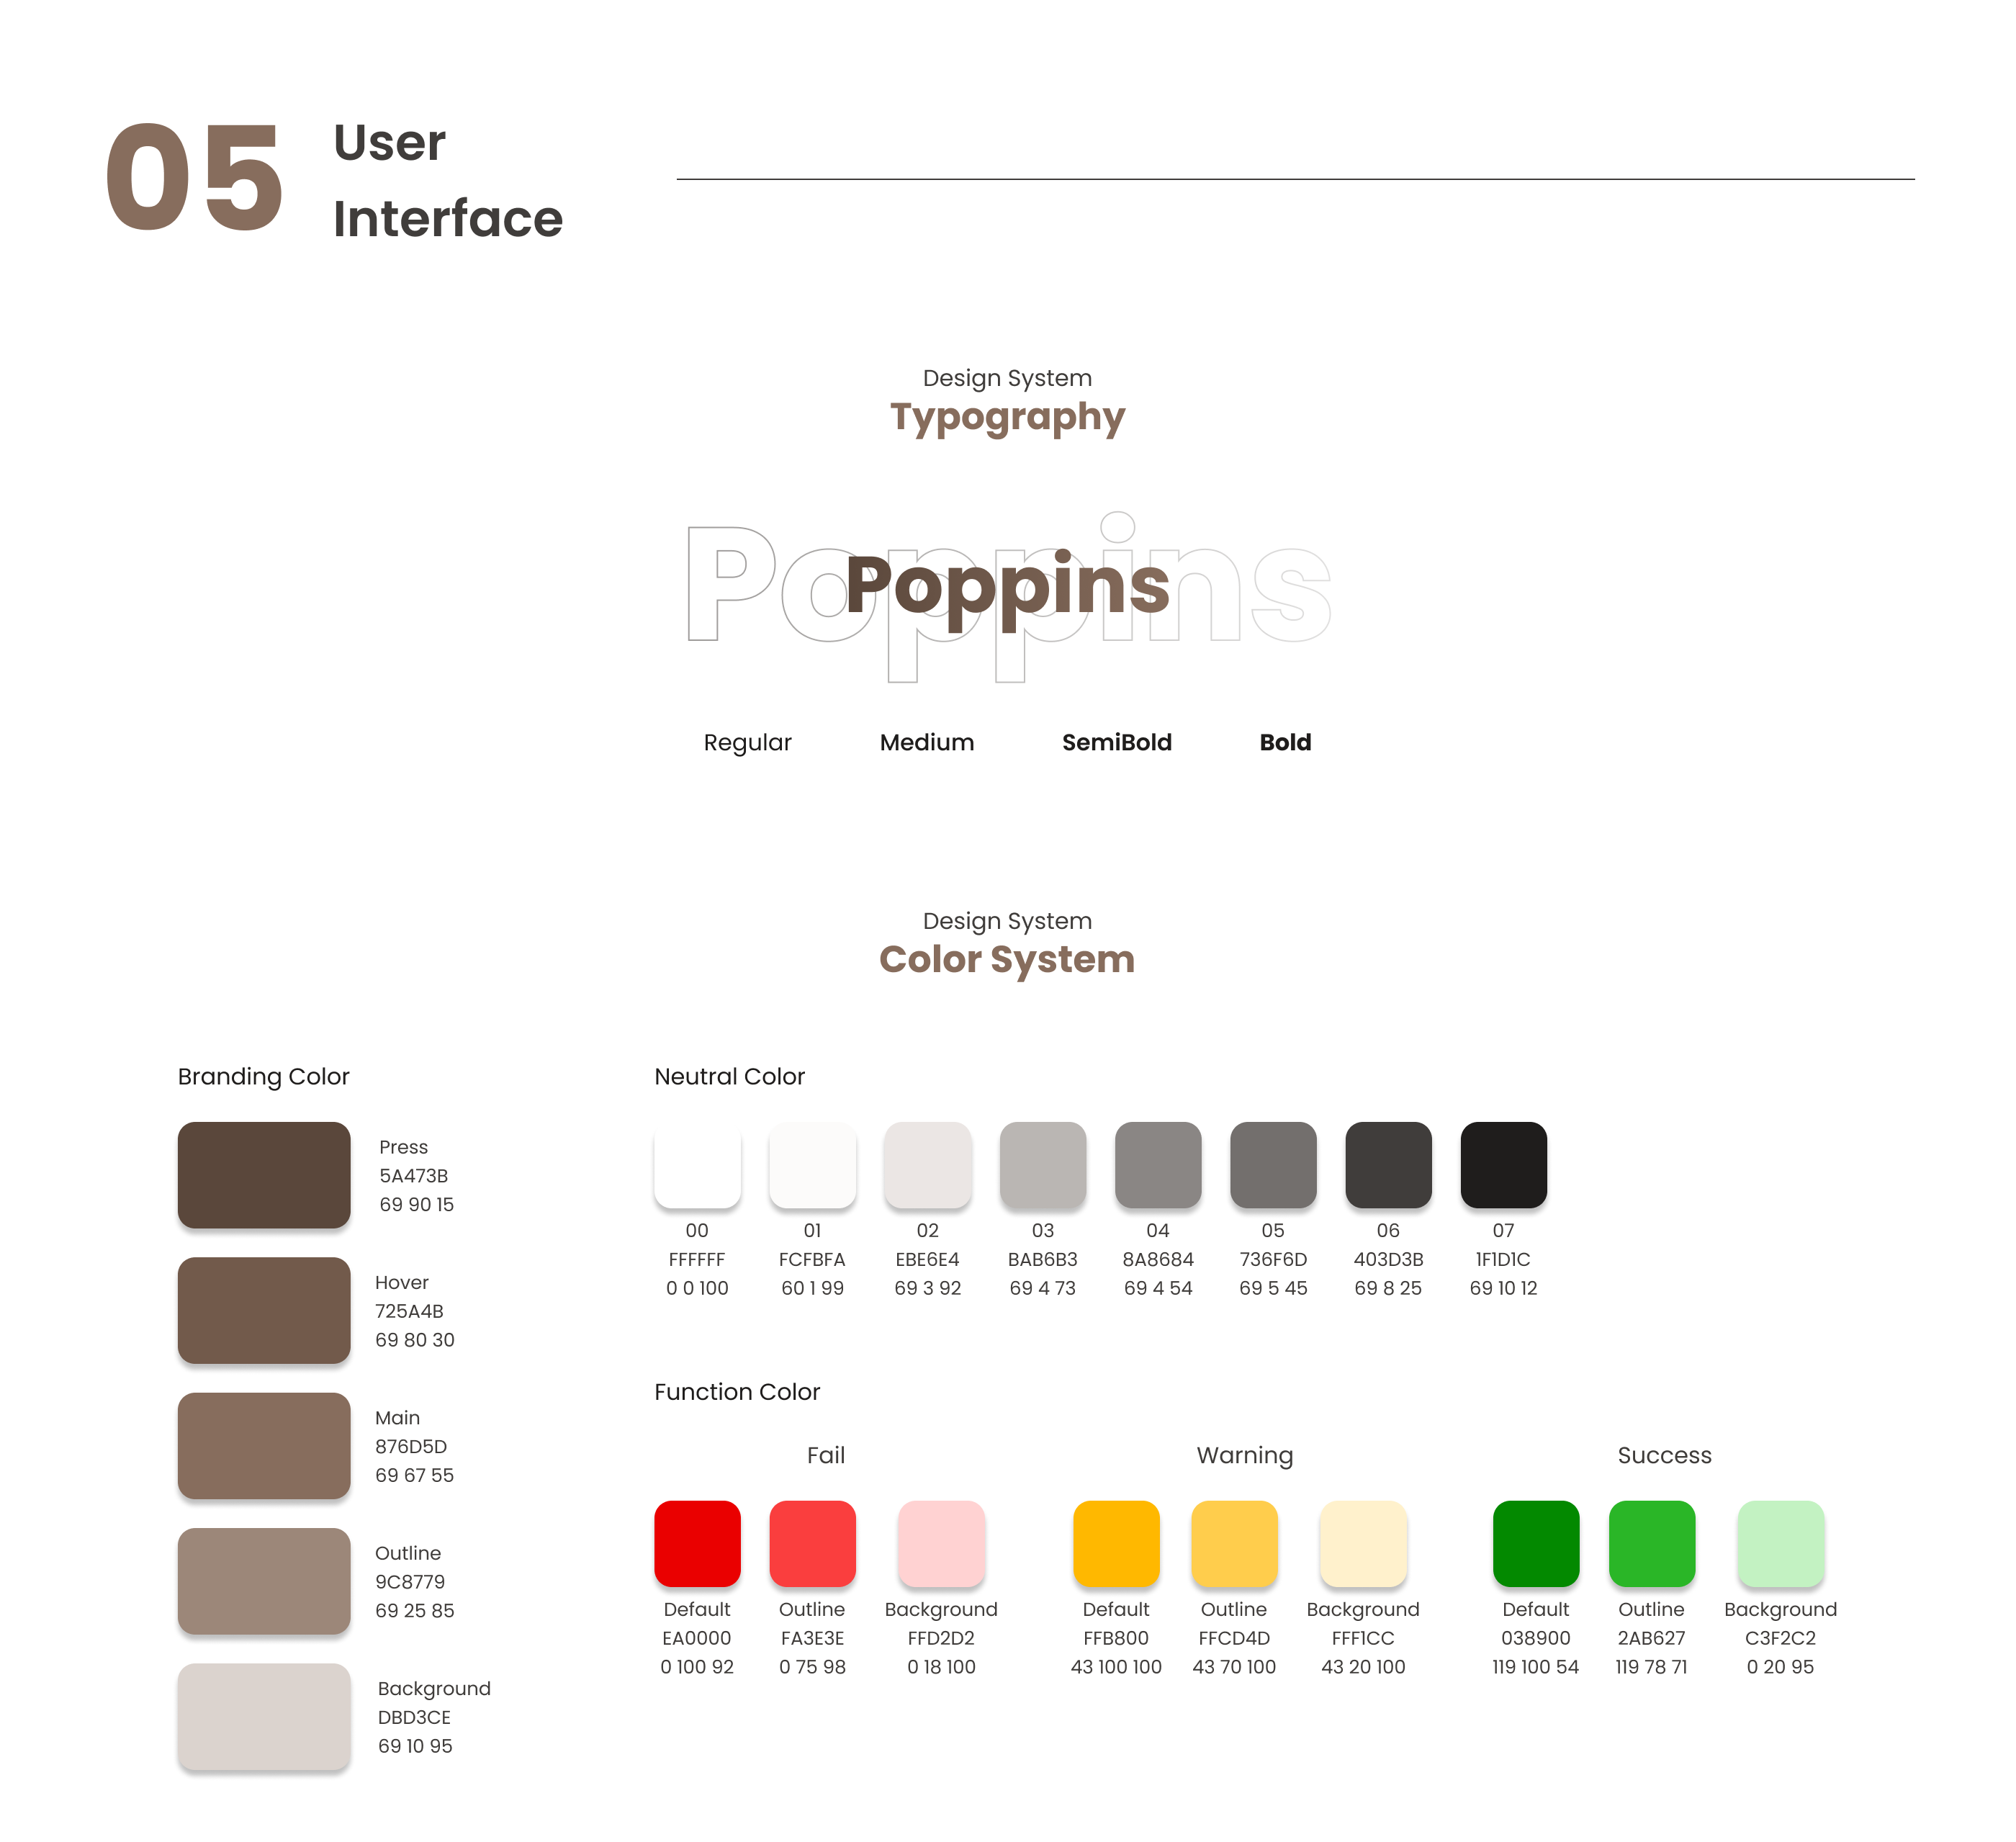 05
User
Interface
Design System
Typography
Poppins
Poppins
Regular Medium SemiBold Bold
Design System
Color System
Branding Color
Press
5A473B
69 90 15
Hover
725A4B
69 80 30
Main
876D5D
69 67 55
Outline
9C8779
69 25 85
Background
DBD3CE
69 10 95
Neutral Color
00 01 02 03 04 05 06 07
FFFFFF FCFBFA EBE6E4 BAB6B3 8A8684 736F6D 403D3B 1F1D1C
0 0 100 60 1 99 69 3 92 69 4 73 69 4 54 69 5 45 69 8 25 69 10 12
Function Color
Fail
Default Outline Background
EA0000 FA3E3E FFD2D2
0 100 92 0 75 98 0 18 100
Warning
Default Outline Background
FFB800 FFCD4D FFF1CC
43 100 100 43 70 100 43 20 100
Success
Default Outline Background
038900 2AB627 C3F2C2
119 100 54 119 78 71 0 20 95